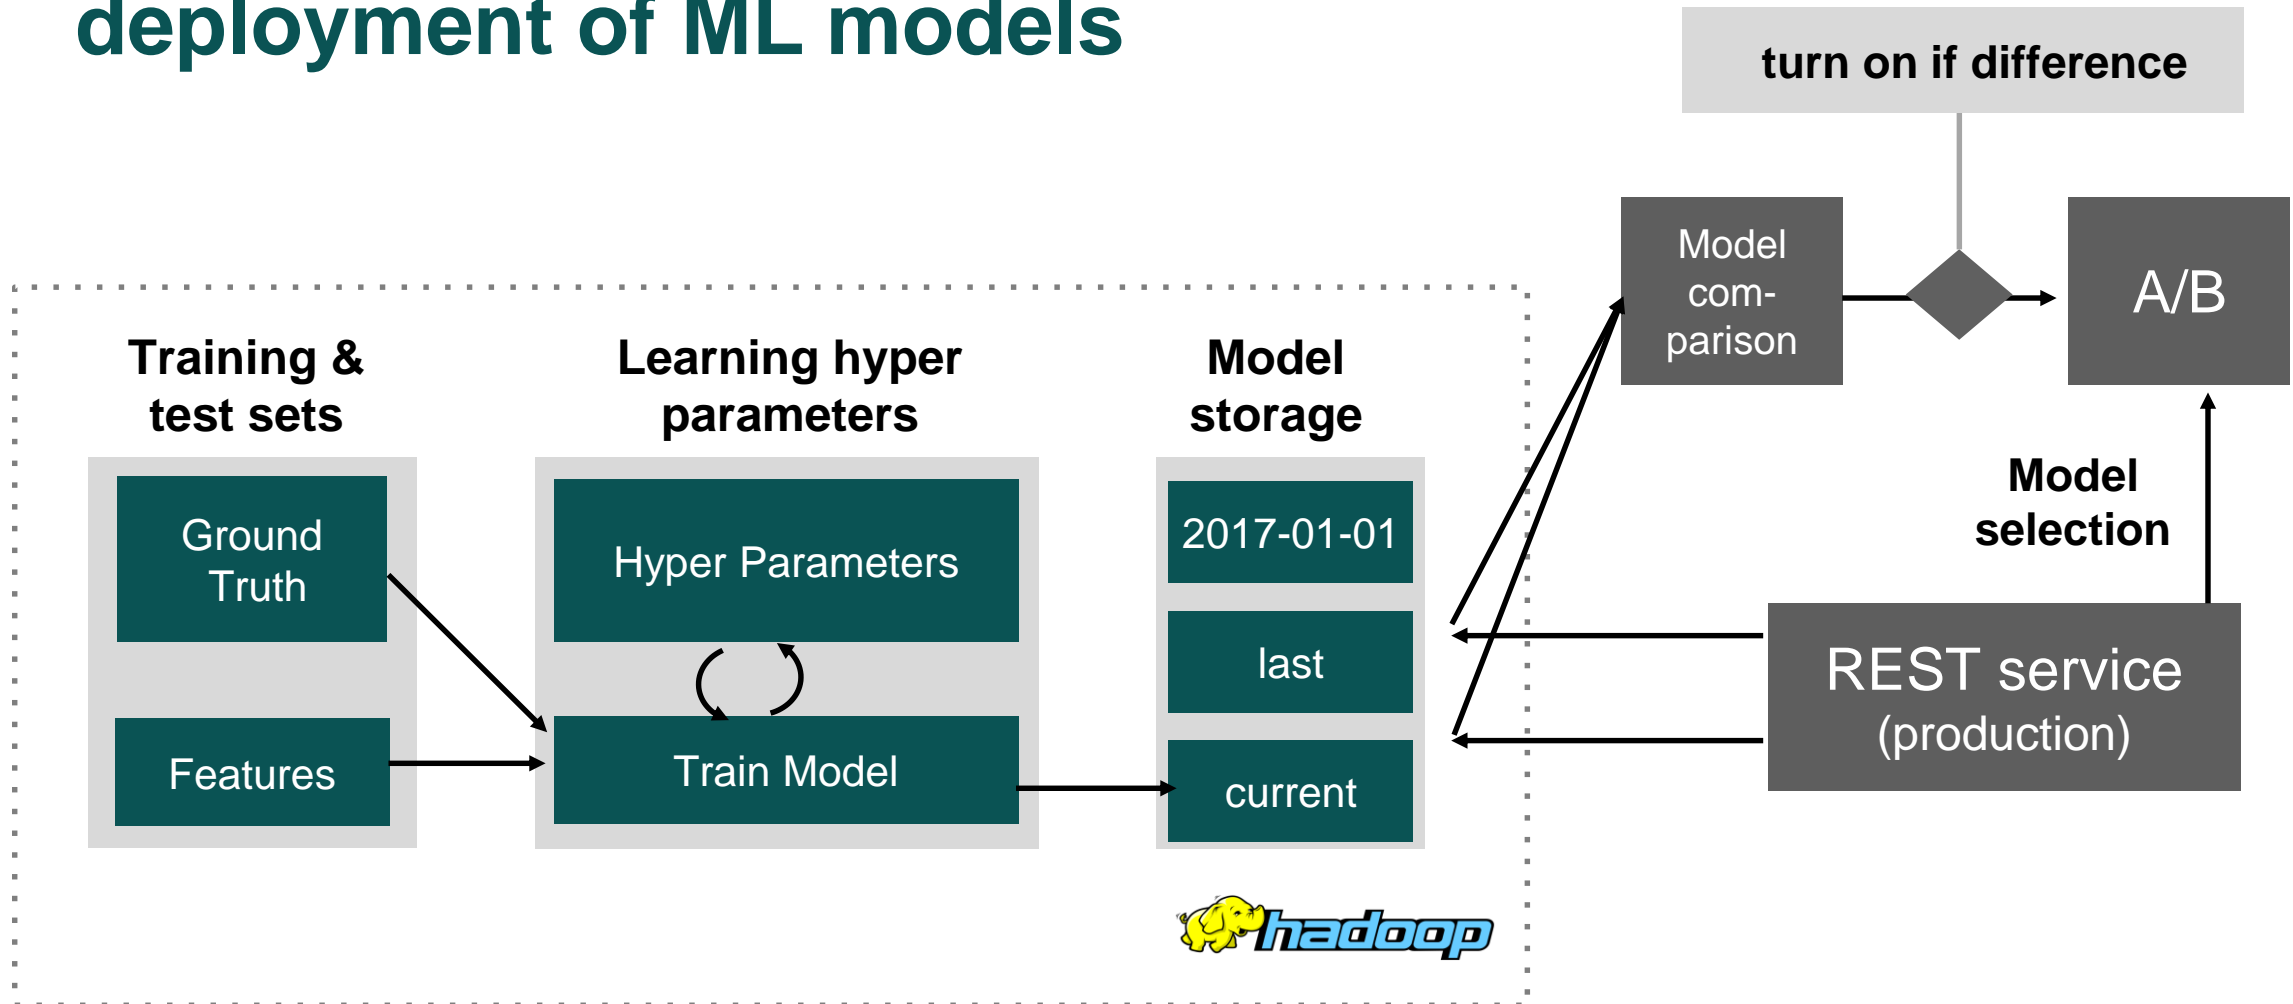 deployment of ML models
turn on if difference
Model
com-
parison
A/B
Training &
test sets
Learning hyper
parameters
Model
storage
Ground
Truth
Features
Hyper Parameters
Train Model
2017-01-01
last
current
Model
selection
REST service
(production)
hadoop